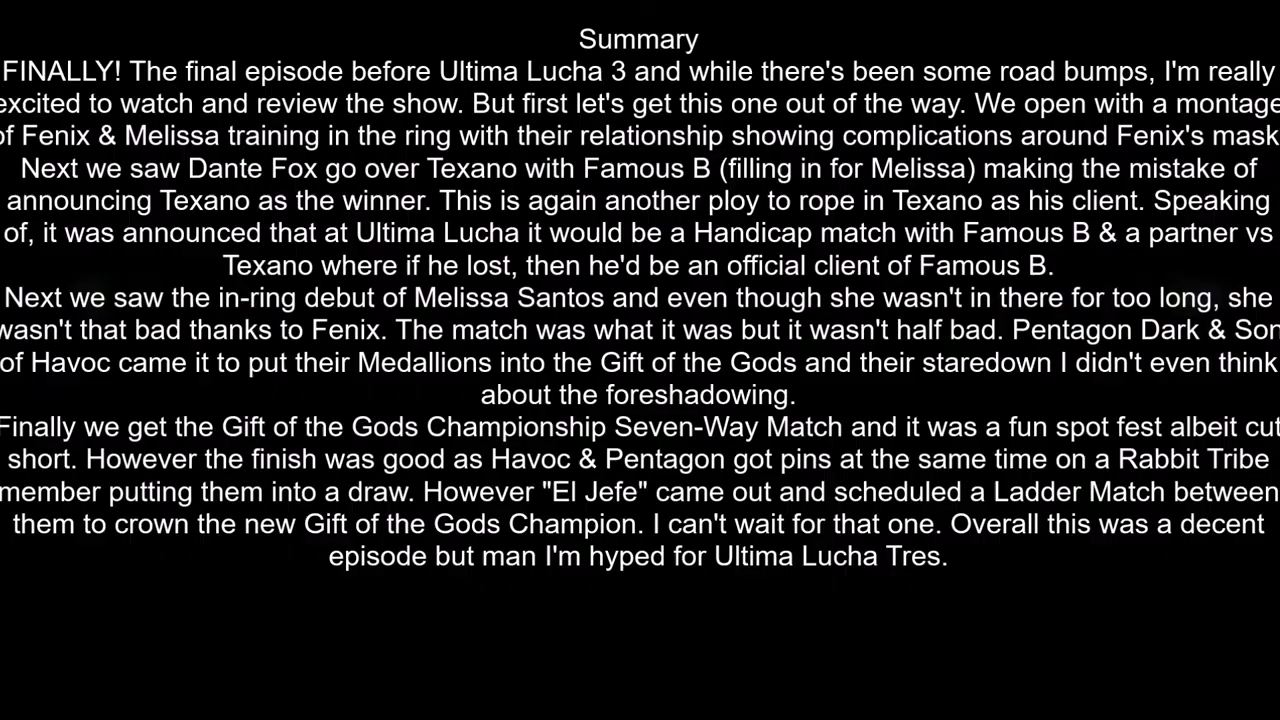 Summary
FINALLY! The final episode before Ultima Lucha 3 and while there's been some road bumps, I'm really
excited to watch and review the show. But first let's get this one out of the way. We open with a montage
of Fenix & Melissa training in the ring with their relationship showing complications around Fenix's mask
Next we saw Dante Fox go over Texano with Famous B (filling in for Melissa) making the mistake of
announcing Texano as the winner. This is again another ploy to rope in Texano as his client. Speaking
of, it was announced that at Ultima Lucha it would be a Handicap match with Famous B & a partner vs
Texano where if he lost, then he'd be an official client of Famous B.
Next we saw the in-ring debut of Melissa Santos and even though she wasn't in there for too long, she
wasn't that bad thanks to Fenix. The match was what it was but it wasn't half bad. Pentagon Dark & Son
of Havoc came it to put their Medallions into the Gift of the Gods and their staredown I didn't even think
about the foreshadowing.
Finally we get the Gift of the Gods Championship Seven-Way Match and it was a fun spot fest albeit cut
short. However the finish was good as Havoc & Pentagon got pins at the same time on a Rabbit Tribe
member putting them into a draw. However "El Jefe" came out and scheduled a Ladder Match between
them to crown the new Gift of the Gods Champion. I can't wait for that one. Overall this was a decent
episode but man I'm hyped for Ultima Lucha Tres.